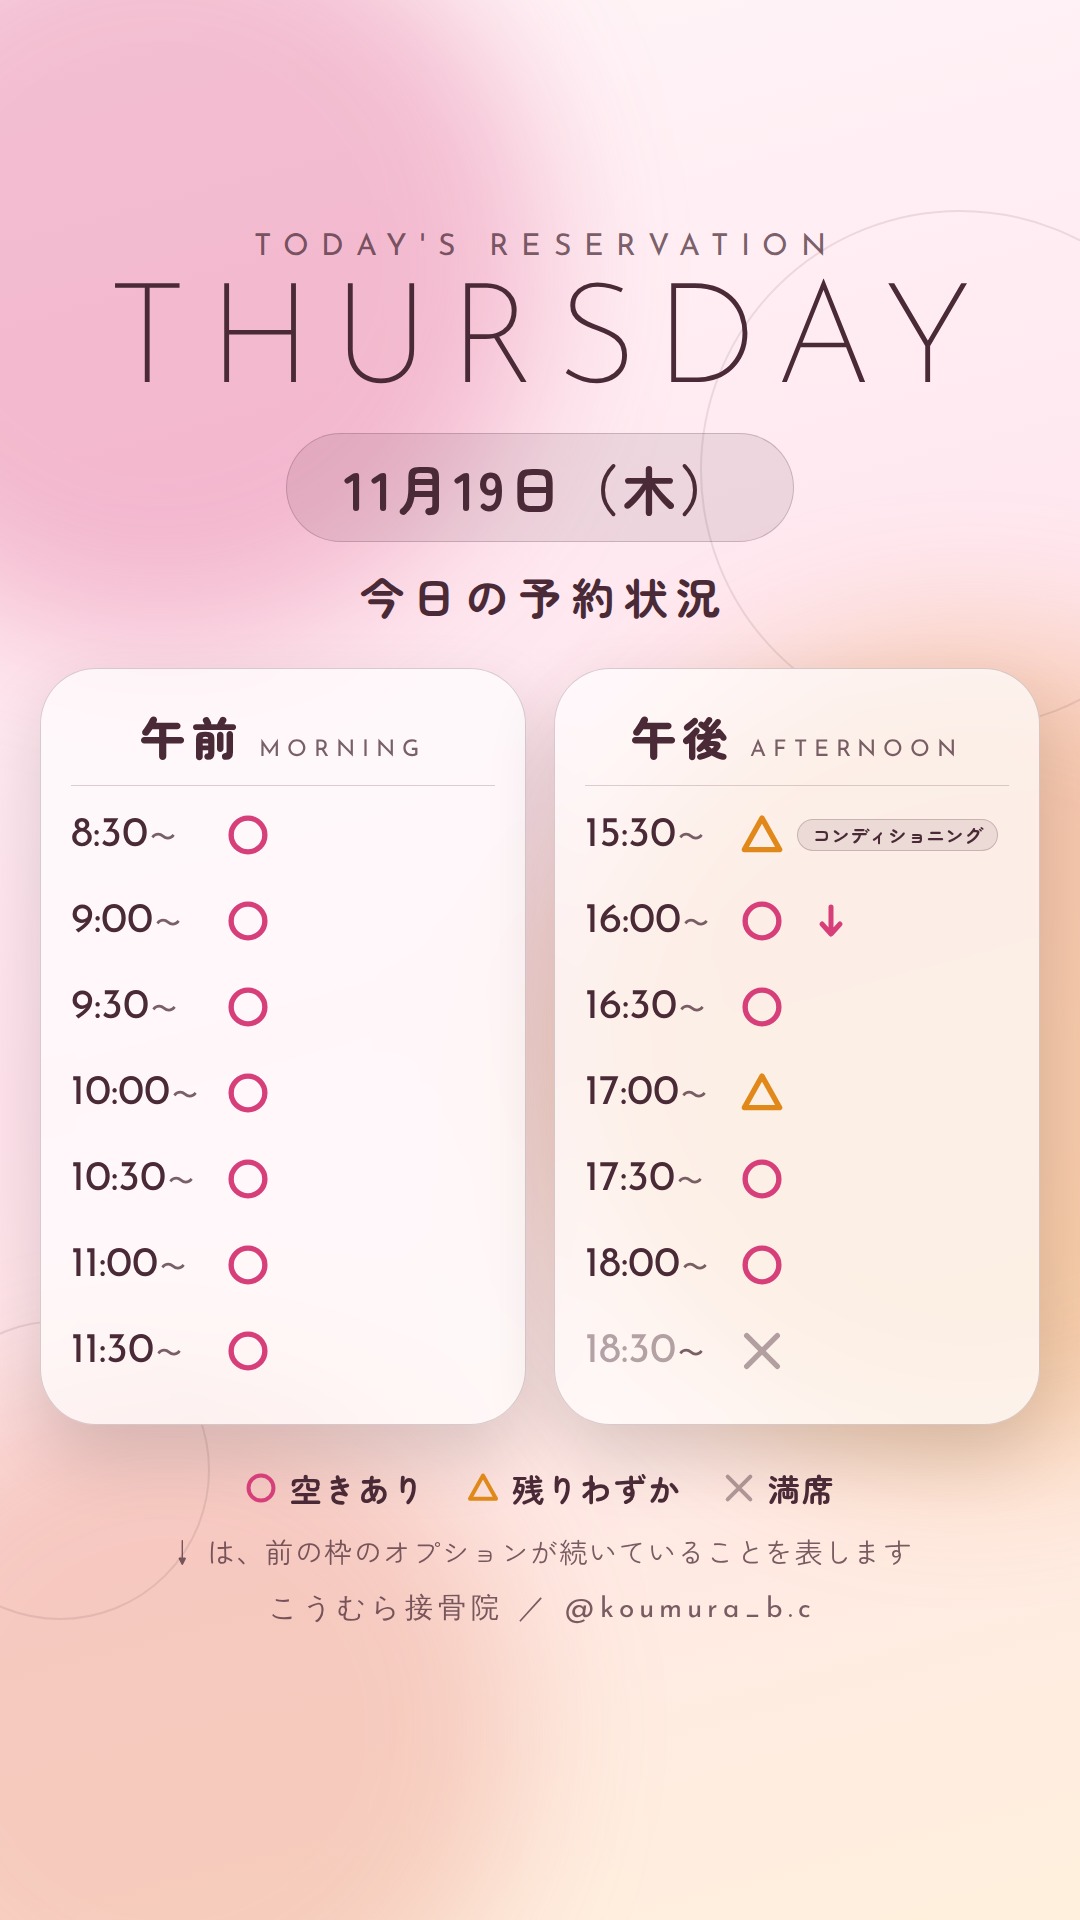 TODAY'S RESERVATION
THURSDAY
11月19日（木）
今日の予約状況
午前 MORNING
8:30〜 ○
9:00〜 ○
9:30〜 ○
10:00〜 ○
10:30〜 ○
11:00〜 ○
11:30〜 ○
午後 AFTERNOON
15:30〜 △ コンディショニング
16:00〜 ○ ↓
16:30〜 ○
17:00〜 △
17:30〜 ○
18:00〜 ○
18:30〜 ×
○ 空きあり △ 残りわずか × 満席
↓ は、前の枠のオプションが続いていることを表します
こうむら接骨院 ／ @koumura_b.c